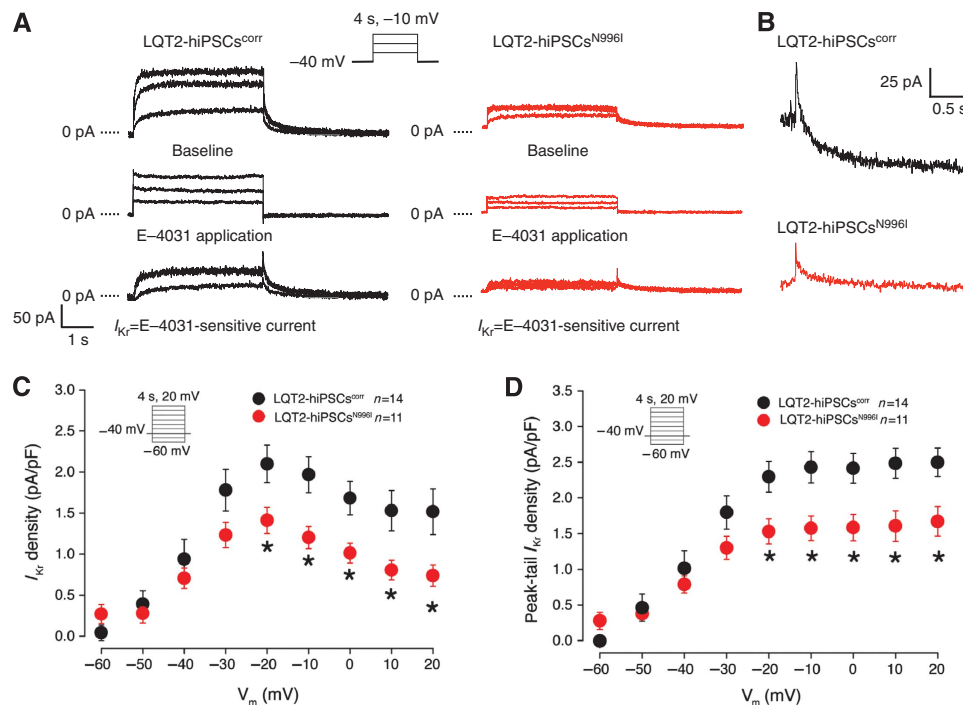 A
LQT2-hiPSCs^corr
4 s, –10 mV
–40 mV
LQT2-hiPSCs^N996I
0 pA
0 pA
Baseline
Baseline
0 pA
0 pA
E–4031 application
E–4031 application
0 pA
0 pA
50 pA
1 s
I_Kr=E–4031-sensitive current
I_Kr=E–4031-sensitive current
B
LQT2-hiPSCs^corr
25 pA
0.5 s
LQT2-hiPSCs^N996I
C
3.0
2.5
2.0
1.5
1.0
0.5
0.0
I_Kr density (pA/pF)
4 s, 20 mV
–40 mV
–60 mV
LQT2-hiPSCs^corr n=14
LQT2-hiPSCs^N996I n=11
* * * * *
–60 –50 –40 –30 –20 –10 0 10 20
V_m (mV)
D
3.5
3.0
2.5
2.0
1.5
1.0
0.5
0.0
Peak-tail I_Kr density (pA/pF)
4 s, 20 mV
–40 mV
–60 mV
LQT2-hiPSCs^corr n=14
LQT2-hiPSCs^N996I n=11
* * * * *
–60 –50 –40 –30 –20 –10 0 10 20
V_m (mV)